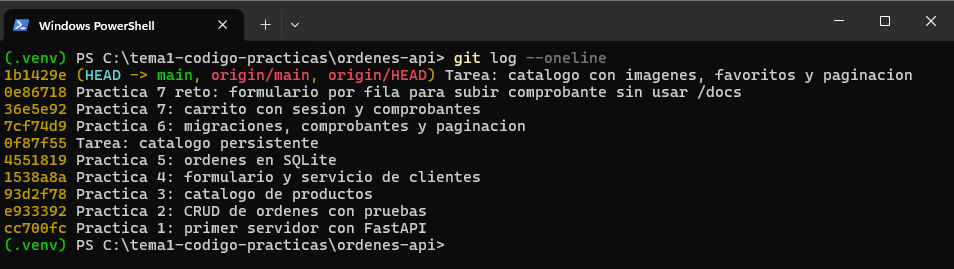 Windows PowerShell
(.venv) PS C:\tema1-codigo-practicas\ordenes-api> git log --oneline
1b1429e (HEAD -> main, origin/main, origin/HEAD) Tarea: catalogo con imagenes, favoritos y paginacion
0e86718 Practica 7 reto: formulario por fila para subir comprobante sin usar /docs
36e5e92 Practica 7: carrito con sesion y comprobantes
7cf74d9 Practica 6: migraciones, comprobantes y paginacion
0f87f55 Tarea: catalogo persistente
4551819 Practica 5: ordenes en SQLite
1538a8a Practica 4: formulario y servicio de clientes
93d2f78 Practica 3: catalogo de productos
e933392 Practica 2: CRUD de ordenes con pruebas
cc700fc Practica 1: primer servidor con FastAPI
(.venv) PS C:\tema1-codigo-practicas\ordenes-api>